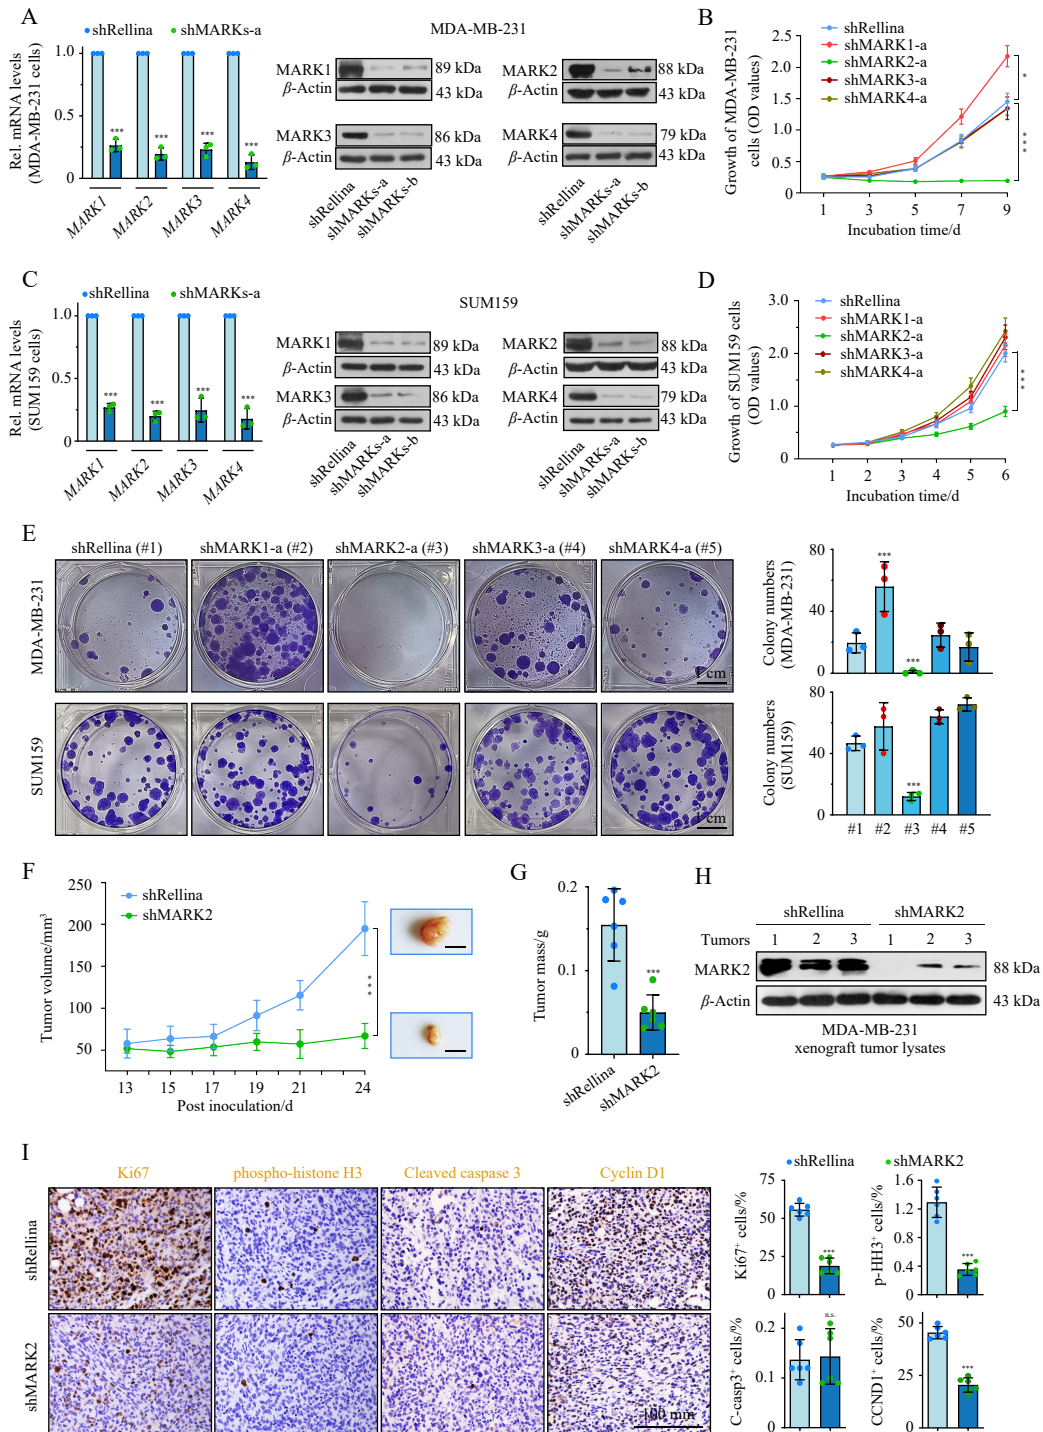 A
shRellina
shMARKs-a
Rel. mRNA levels
(MDA-MB-231 cells)
1.0
0.5
0
***
***
***
***
MARK1
MARK2
MARK3
MARK4
MDA-MB-231
MARK1
89 kDa
β-Actin
43 kDa
MARK2
88 kDa
β-Actin
43 kDa
MARK3
86 kDa
β-Actin
43 kDa
MARK4
79 kDa
β-Actin
43 kDa
shRellina
shMARKs-a
shMARKs-b
shRellina
shMARKs-a
shMARKs-b
B
Growth of MDA-MB-231
cells (OD values)
shRellina
shMARK1-a
shMARK2-a
shMARK3-a
shMARK4-a
2.5
2.0
1.5
1.0
0.5
0
*
***
1 3 5 7 9
Incubation time/d
C
shRellina
shMARKs-a
Rel. mRNA levels
(SUM159 cells)
1.0
0.5
0
***
***
***
***
MARK1
MARK2
MARK3
MARK4
SUM159
MARK1
89 kDa
β-Actin
43 kDa
MARK2
88 kDa
β-Actin
43 kDa
MARK3
86 kDa
β-Actin
43 kDa
MARK4
79 kDa
β-Actin
43 kDa
shRellina
shMARKs-a
shMARKs-b
shRellina
shMARKs-a
shMARKs-b
D
Growth of SUM159 cells
(OD values)
shRellina
shMARK1-a
shMARK2-a
shMARK3-a
shMARK4-a
3.0
2.0
1.0
0
***
1 2 3 4 5 6
Incubation time/d
E
shRellina (#1)
shMARK1-a (#2)
shMARK2-a (#3)
shMARK3-a (#4)
shMARK4-a (#5)
MDA-MB-231
1 cm
SUM159
1 cm
Colony numbers
(MDA-MB-231)
80
40
0
***
***
Colony numbers
(SUM159)
80
40
0
***
#1 #2 #3 #4 #5
F
shRellina
shMARK2
Tumor volume/mm³
250
200
150
100
50
***
13 15 17 19 21 24
Post inoculation/d
G
Tumor mass/g
0.2
0.1
0
***
shRellina
shMARK2
H
shRellina
shMARK2
Tumors
1 2 3 1 2 3
MARK2
88 kDa
β-Actin
43 kDa
MDA-MB-231
xenograft tumor lysates
I
Ki67
phospho-histone H3
Cleaved caspase 3
Cyclin D1
shRellina
shMARK2
100 mm
shRellina
shMARK2
Ki67⁺ cells/%
75
50
25
0
***
p-HH3⁺ cells/%
1.6
1.2
0.8
0.4
0
***
C-casp3⁺ cells/%
0.2
0.1
0
n.s.
CCND1⁺ cells/%
50
25
0
***